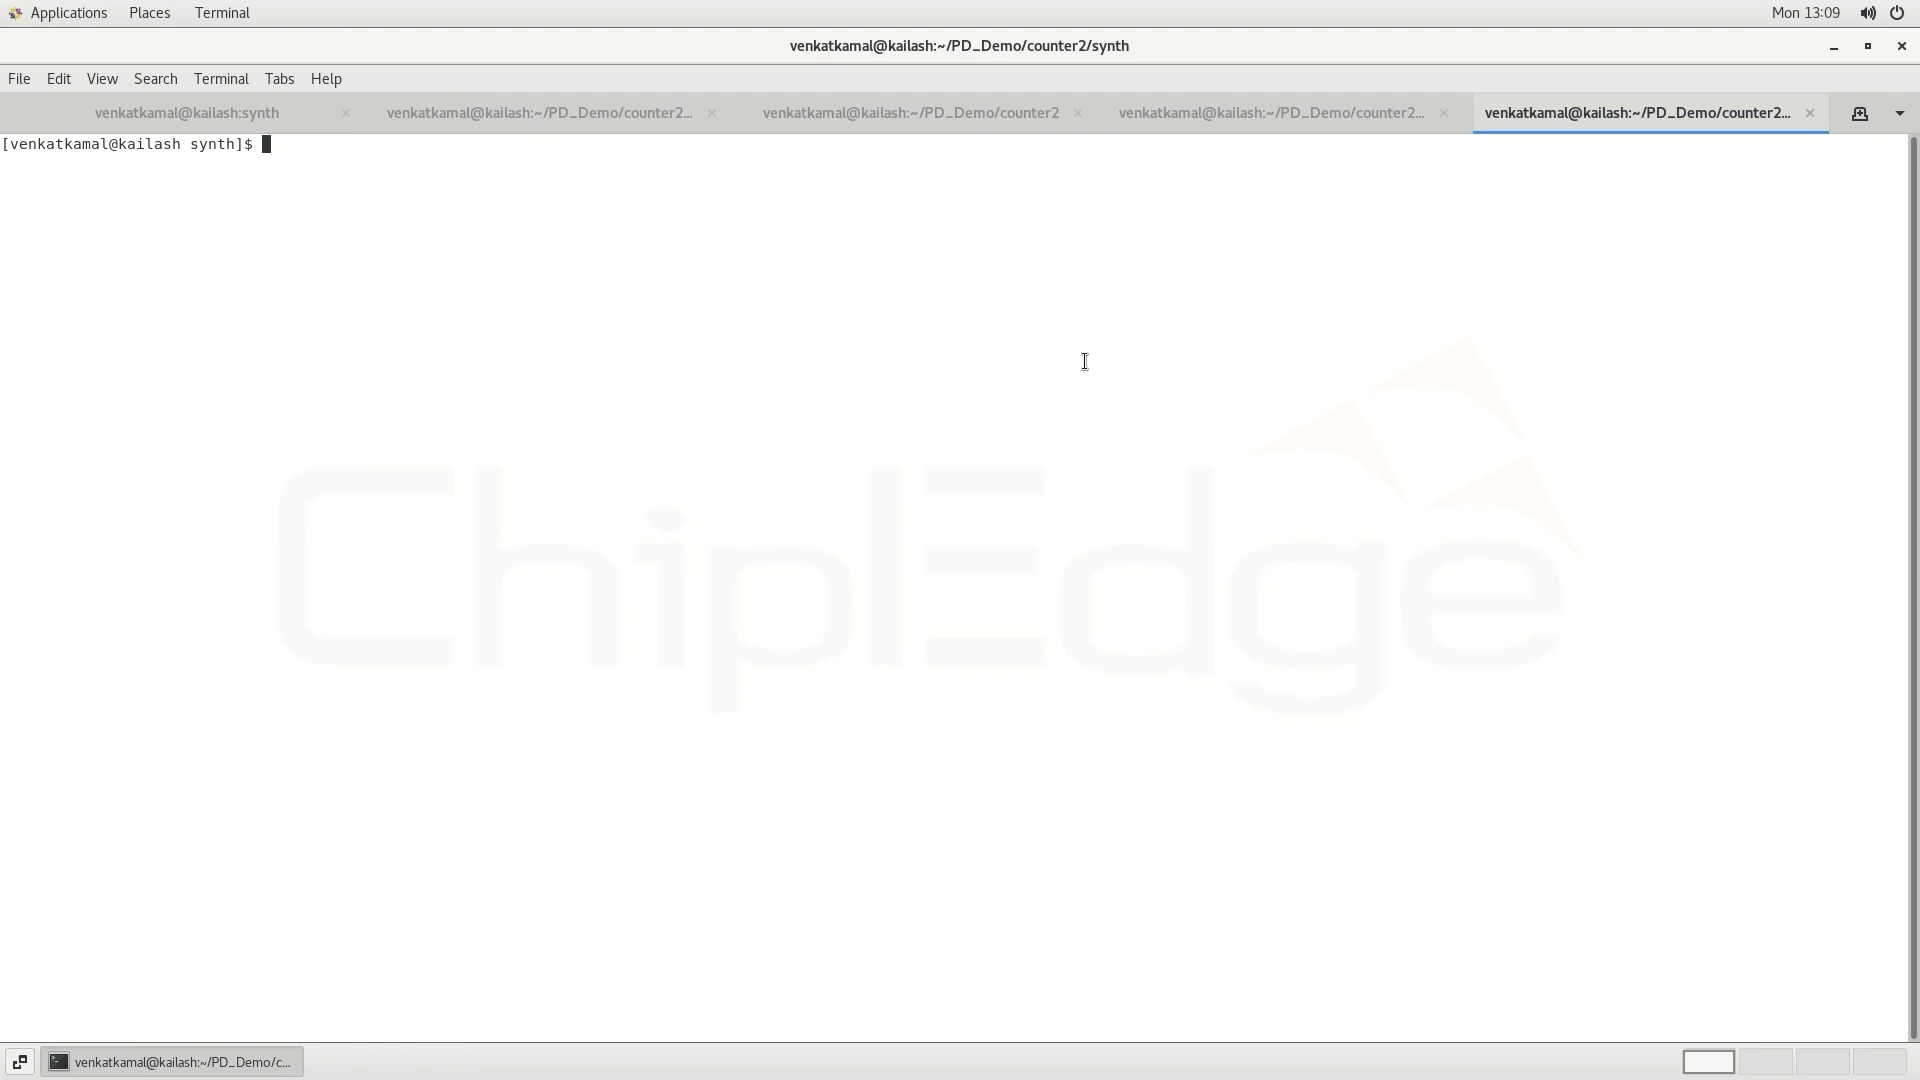 Applications Places Terminal Mon 13:09
venkatkamal@kailash:~/PD_Demo/counter2/synth
File Edit View Search Terminal Tabs Help
venkatkamal@kailash:synth venkatkamal@kailash:~/PD_Demo/counter2... venkatkamal@kailash:~/PD_Demo/counter2 venkatkamal@kailash:~/PD_Demo/counter2... venkatkamal@kailash:~/PD_Demo/counter2...
[venkatkamal@kailash synth]$
ChipEdge
venkatkamal@kailash:~/PD_Demo/c...